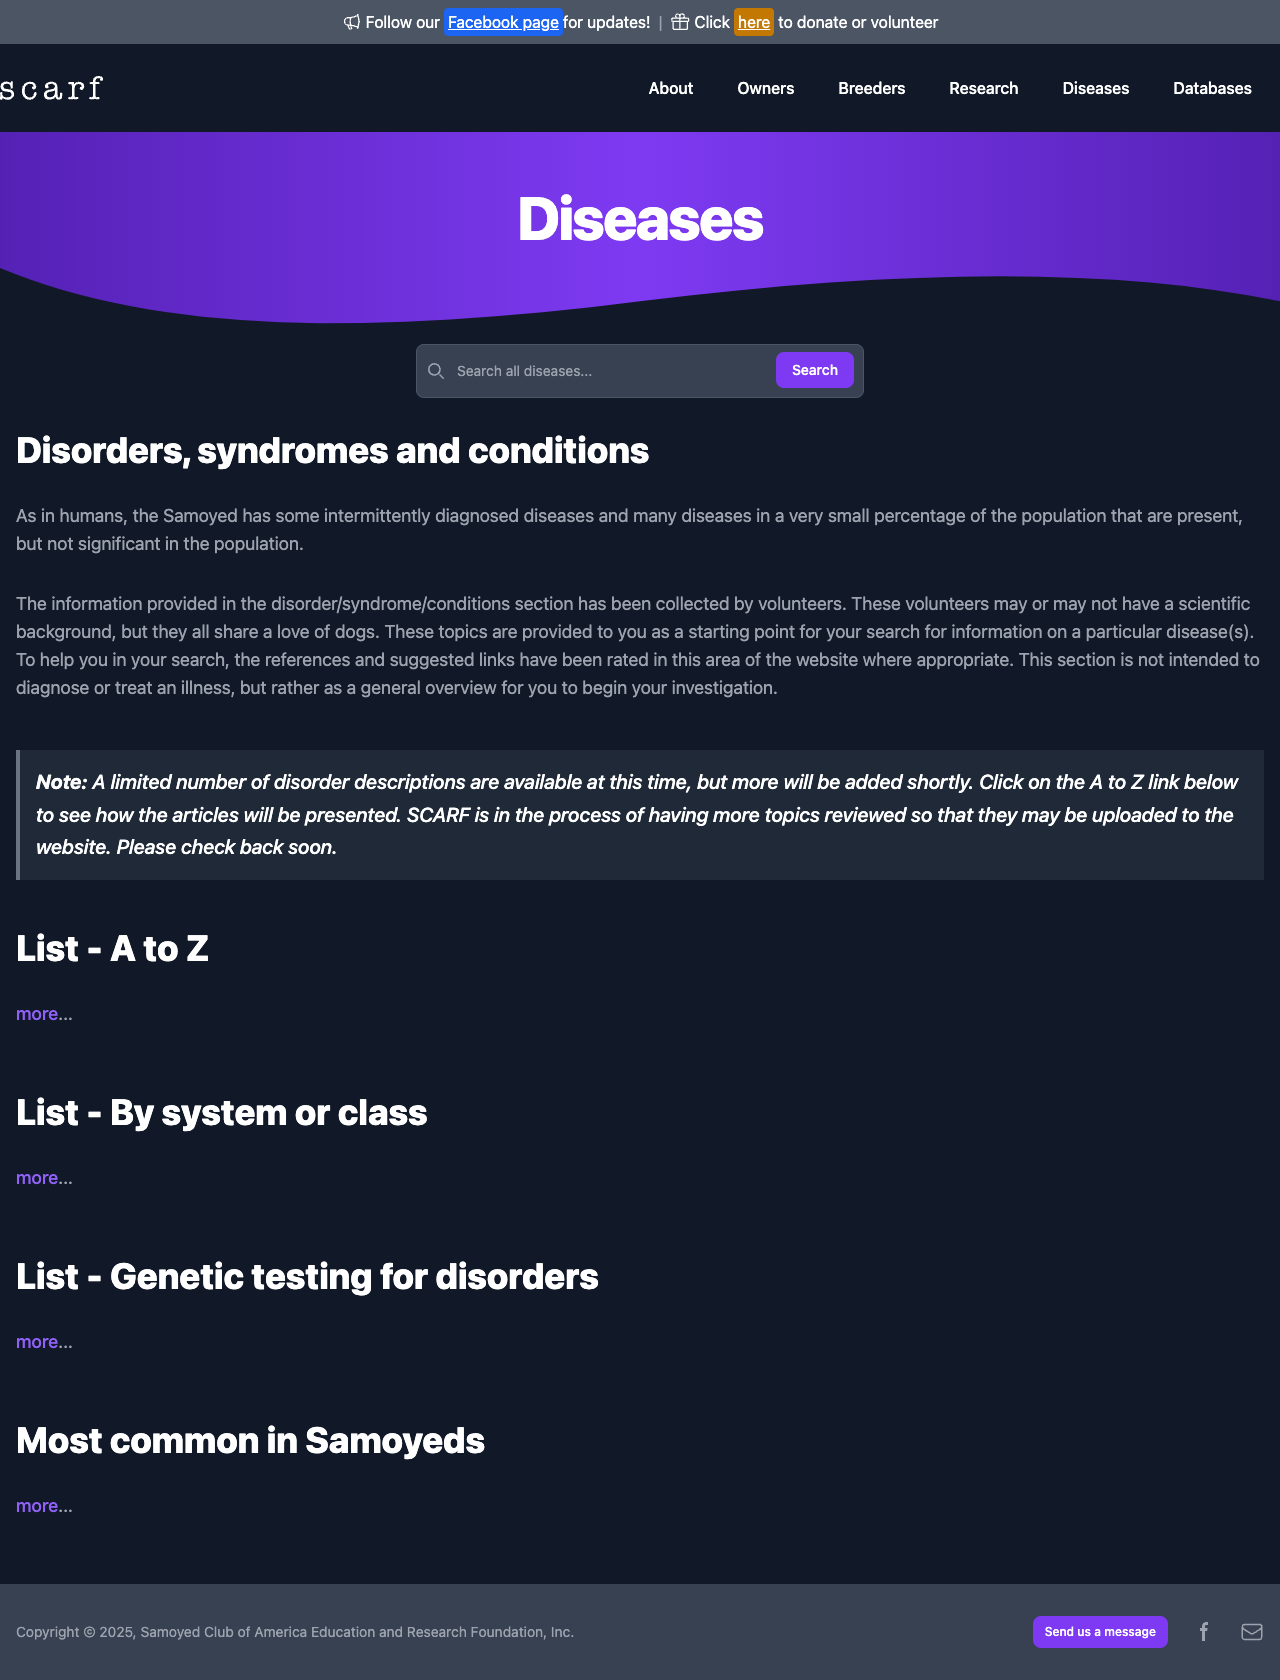 Follow our Facebook page for updates! | Click here to donate or volunteer
scarf
About Owners Breeders Research Diseases Databases
Diseases
Search all diseases...
Search
Disorders, syndromes and conditions
As in humans, the Samoyed has some intermittently diagnosed diseases and many diseases in a very small percentage of the population that are present,
but not significant in the population.
The information provided in the disorder/syndrome/conditions section has been collected by volunteers. These volunteers may or may not have a scientific
background, but they all share a love of dogs. These topics are provided to you as a starting point for your search for information on a particular disease(s).
To help you in your search, the references and suggested links have been rated in this area of the website where appropriate. This section is not intended to
diagnose or treat an illness, but rather as a general overview for you to begin your investigation.
Note: A limited number of disorder descriptions are available at this time, but more will be added shortly. Click on the A to Z link below
to see how the articles will be presented. SCARF is in the process of having more topics reviewed so that they may be uploaded to the
website. Please check back soon.
List - A to Z
more...
List - By system or class
more...
List - Genetic testing for disorders
more...
Most common in Samoyeds
more...
Copyright © 2025, Samoyed Club of America Education and Research Foundation, Inc.
Send us a message